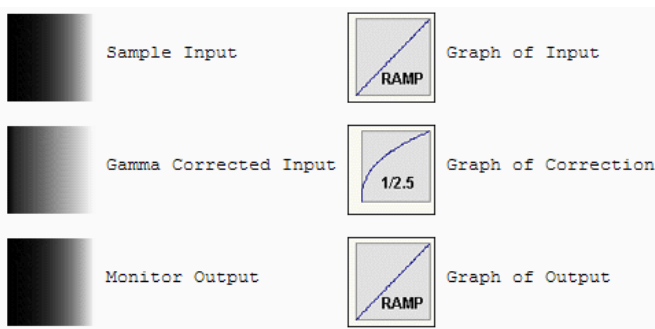 Sample Input
RAMP
Graph of Input
Gamma Corrected Input
1/2.5
Graph of Correction
Monitor Output
RAMP
Graph of Output